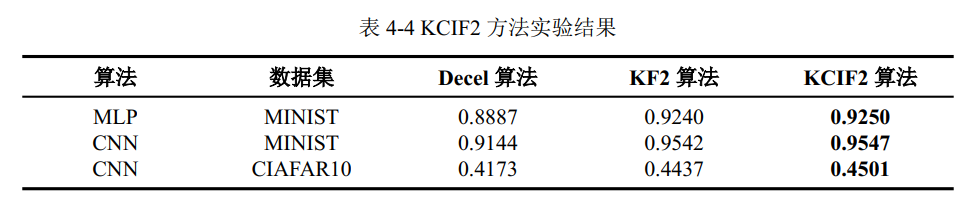 表 4-4 KCIF2 方法实验结果
算法 数据集 Decel 算法 KF2 算法 KCIF2 算法
MLP MINIST 0.8887 0.9240 0.9250
CNN MINIST 0.9144 0.9542 0.9547
CNN CIAFAR10 0.4173 0.4437 0.4501